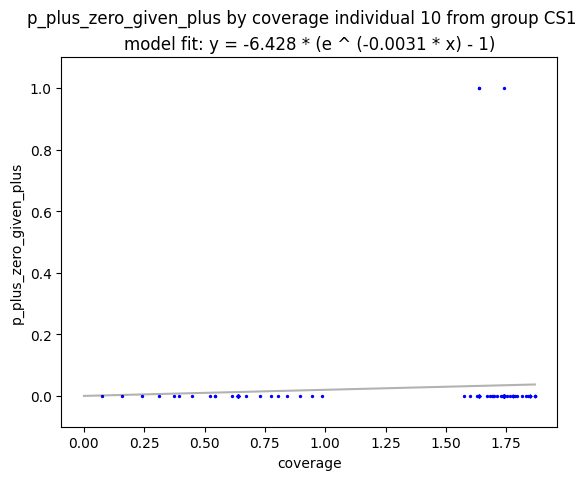 p_plus_zero_given_plus by coverage individual 10 from group CS1
model fit: y = -6.428 * (e ^ (-0.0031 * x) - 1)
1.0
0.8
0.6
0.4
0.2
0.0
p_plus_zero_given_plus
0.00 0.25 0.50 0.75 1.00 1.25 1.50 1.75
coverage